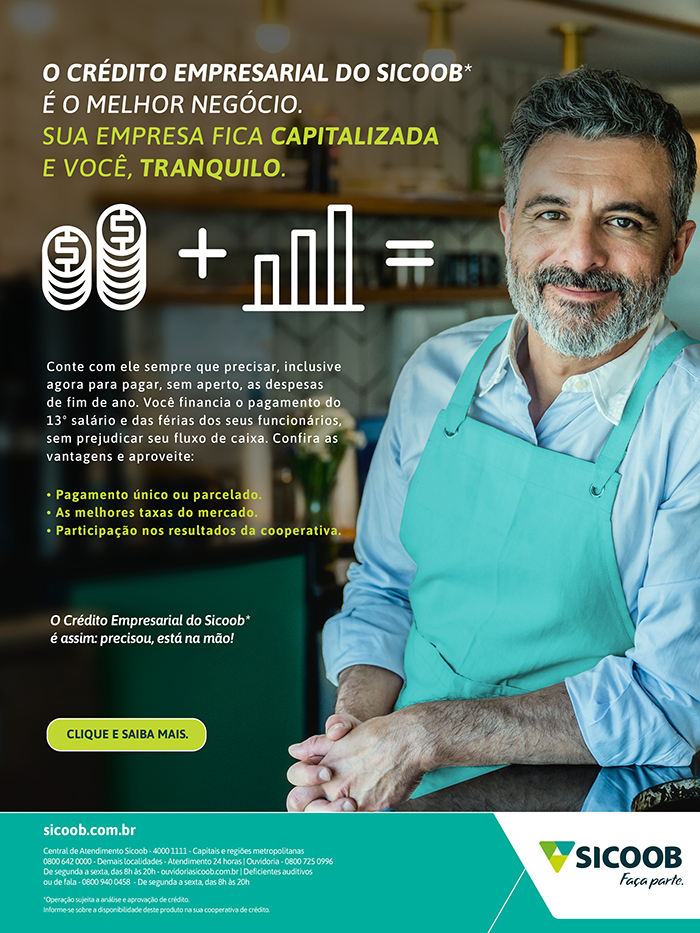 O CRÉDITO EMPRESARIAL DO SICOOB*
É O MELHOR NEGÓCIO.
SUA EMPRESA FICA CAPITALIZADA
E VOCÊ, TRANQUILO.
$ $ + =
Conte com ele sempre que precisar, inclusive
agora para pagar, sem aperto, as despesas
de fim de ano. Você financia o pagamento do
13° salário e das férias dos seus funcionários,
sem prejudicar seu fluxo de caixa. Confira as
vantagens e aproveite:
• Pagamento único ou parcelado.
• As melhores taxas do mercado.
• Participação nos resultados da cooperativa.
O Crédito Empresarial do Sicoob*
é assim: precisou, está na mão!
CLIQUE E SAIBA MAIS.
sicoob.com.br
Central de Atendimento Sicoob - 4000 1111 - Capitais e regiões metropolitanas
0800 642 0000 - Demais localidades - Atendimento 24 horas | Ouvidoria - 0800 725 0996
De segunda a sexta, das 8h às 20h - ouvidoriasicoob.com.br | Deficientes auditivos
ou de fala - 0800 940 0458 - De segunda a sexta, das 8h às 20h
*Operação sujeita a análise e aprovação de crédito.
Informe-se sobre a disponibilidade deste produto na sua cooperativa de crédito.
SICOOB
Faça parte.